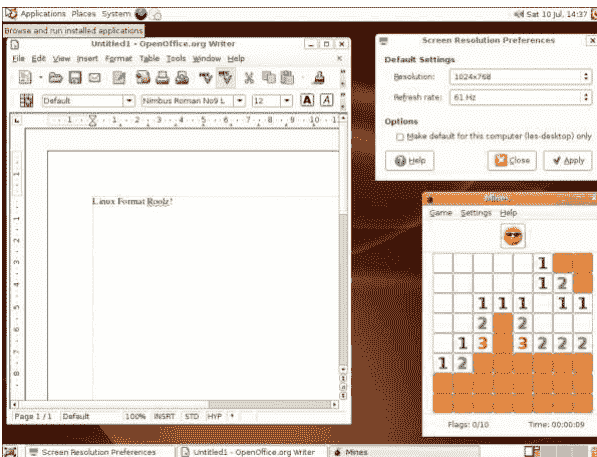 Applications Places System
Sat 10 Jul, 14:37
Browse and run installed applications
Untitled1 - OpenOffice.org Writer
File Edit View Insert Format Table Tools Window Help
Default
Nimbus Roman No9 L
12
A A
Linux Format Roolz!
Page 1 / 1 Default 100% INSRT STD HYP *
Screen Resolution Preferences
Default Settings
Resolution: 1024x768
Refresh rate: 61 Hz
Options
Make default for this computer (les-desktop) only
Help Close Apply
Mines
Game Settings Help
1
1 2
1 1 1 1 1
2 2
1 3 3 2 2 2
1 2
Flags: 0/10 Time: 00:00:09
Screen Resolution Preferences
Untitled1 - OpenOffice.org Writer
Mines